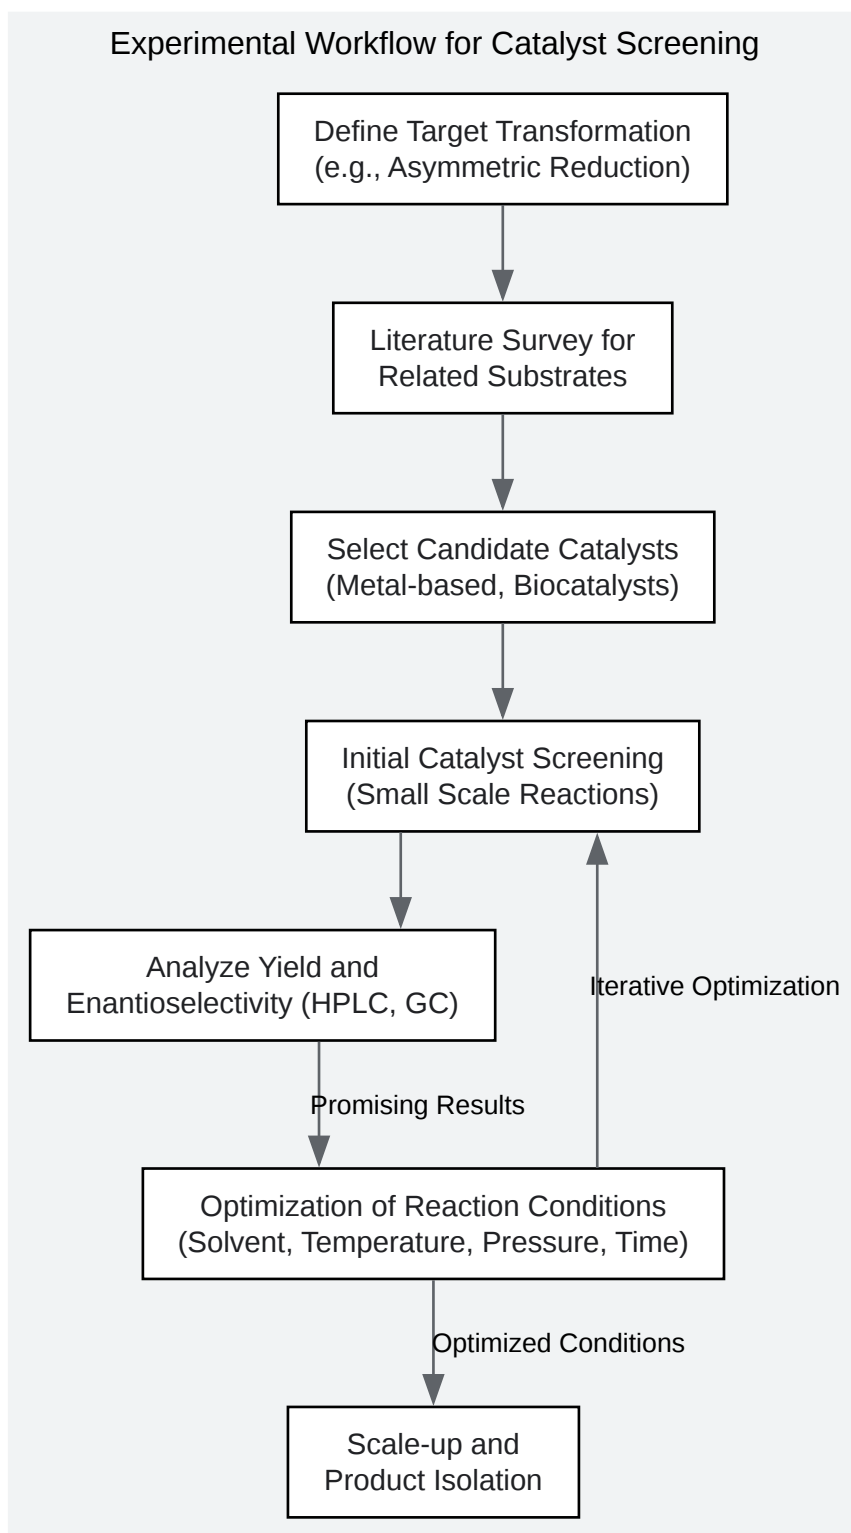 Experimental Workflow for Catalyst Screening
Define Target Transformation
(e.g., Asymmetric Reduction)
Literature Survey for
Related Substrates
Select Candidate Catalysts
(Metal-based, Biocatalysts)
Initial Catalyst Screening
(Small Scale Reactions)
Analyze Yield and
Enantioselectivity (HPLC, GC)
Iterative Optimization
Promising Results
Optimization of Reaction Conditions
(Solvent, Temperature, Pressure, Time)
Optimized Conditions
Scale-up and
Product Isolation